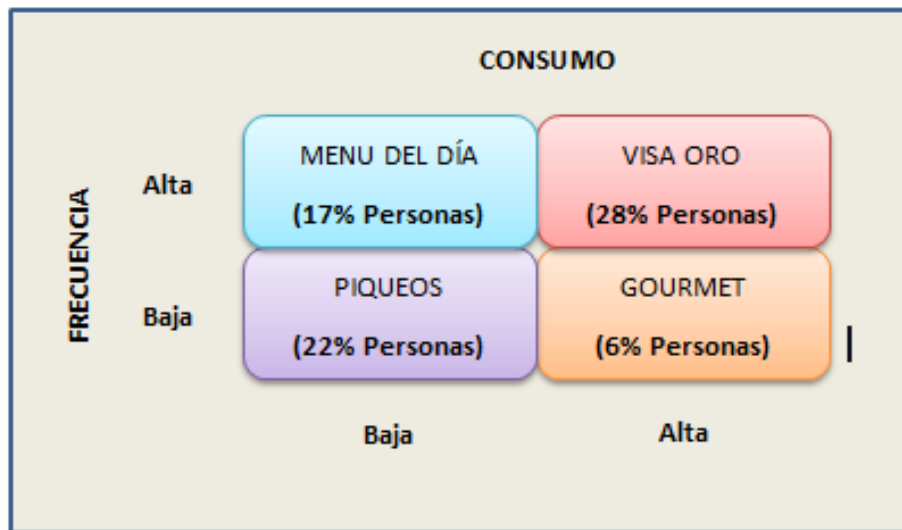 CONSUMO
MENU DEL DÍA
VISA ORO
Alta
(17% Personas)
(28% Personas)
FRECUENCIA
PIQUEOS
GOURMET
Baja
(22% Personas)
(6% Personas)
Baja
Alta